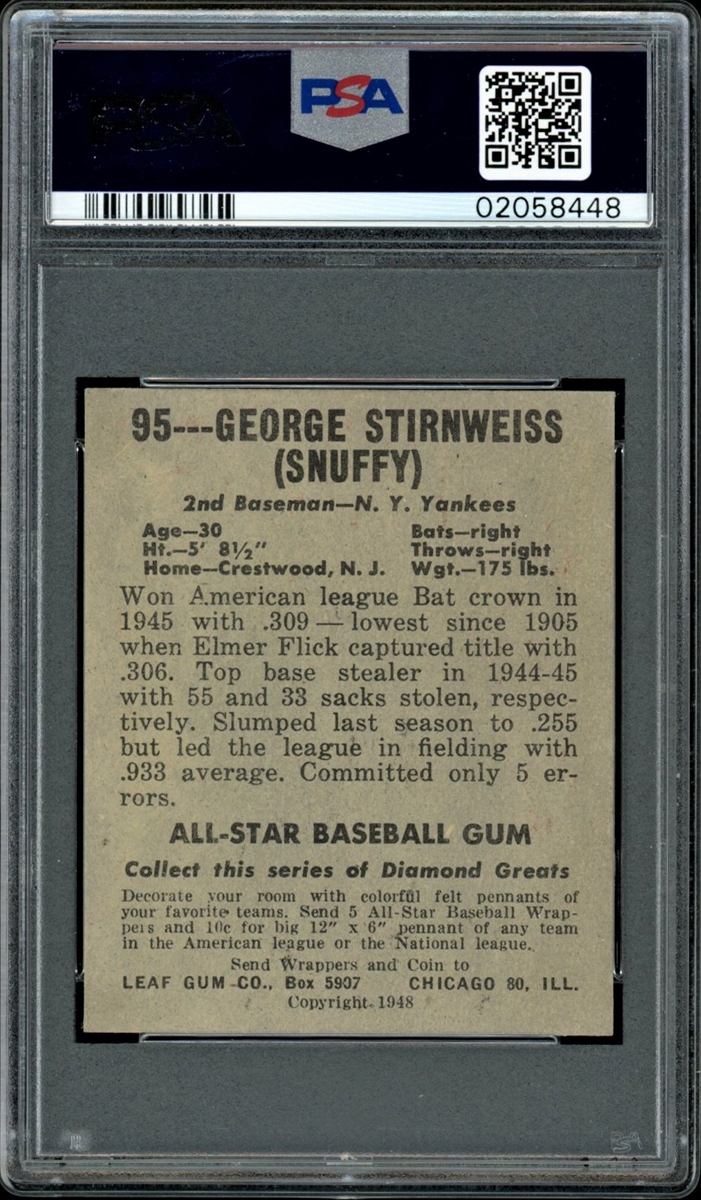 PSA
PSA
02058448
95---GEORGE STIRNWEISS
(SNUFFY)
2nd Baseman—N. Y. Yankees
Age—30 Bats—right
Ht.—5' 8½" Throws—right
Home—Crestwood, N. J. Wgt.—175 lbs.
Won American league Bat crown in
1945 with .309 — lowest since 1905
when Elmer Flick captured title with
.306. Top base stealer in 1944-45
with 55 and 33 sacks stolen, respec-
tively. Slumped last season to .255
but led the league in fielding with
.933 average. Committed only 5 er-
rors.
ALL-STAR BASEBALL GUM
Collect this series of Diamond Greats
Decorate your room with colorful felt pennants of
your favorite teams. Send 5 All-Star Baseball Wrap-
pers and 10c for big 12" x 6" pennant of any team
in the American league or the National league.
Send Wrappers and Coin to
LEAF GUM CO., Box 5907 CHICAGO 80, ILL.
Copyright 1948